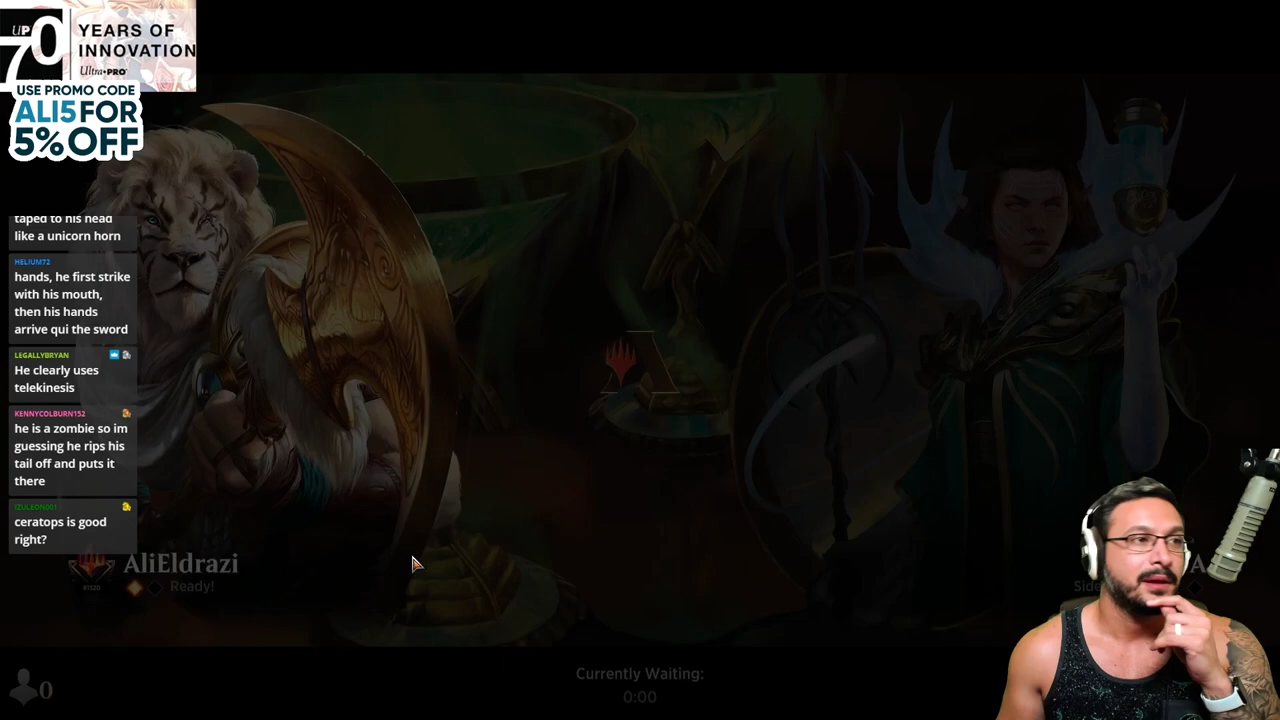 UP
70
YEARS OF
INNOVATION
Ultra•PRO
USE PROMO CODE
ALI5 FOR
5% OFF
taped to his head
like a unicorn horn
HELIUM72
hands, he first strike
with his mouth,
then his hands
arrive qui the sword
LEGALLYBRYAN
He clearly uses
telekinesis
KENNYCOLBURN152
he is a zombie so im
guessing he rips his
tail off and puts it
there
IZULEON001
ceratops is good
right?
AliEldrazi
Ready!
#1320
A
Side
Currently Waiting:
0:00
0